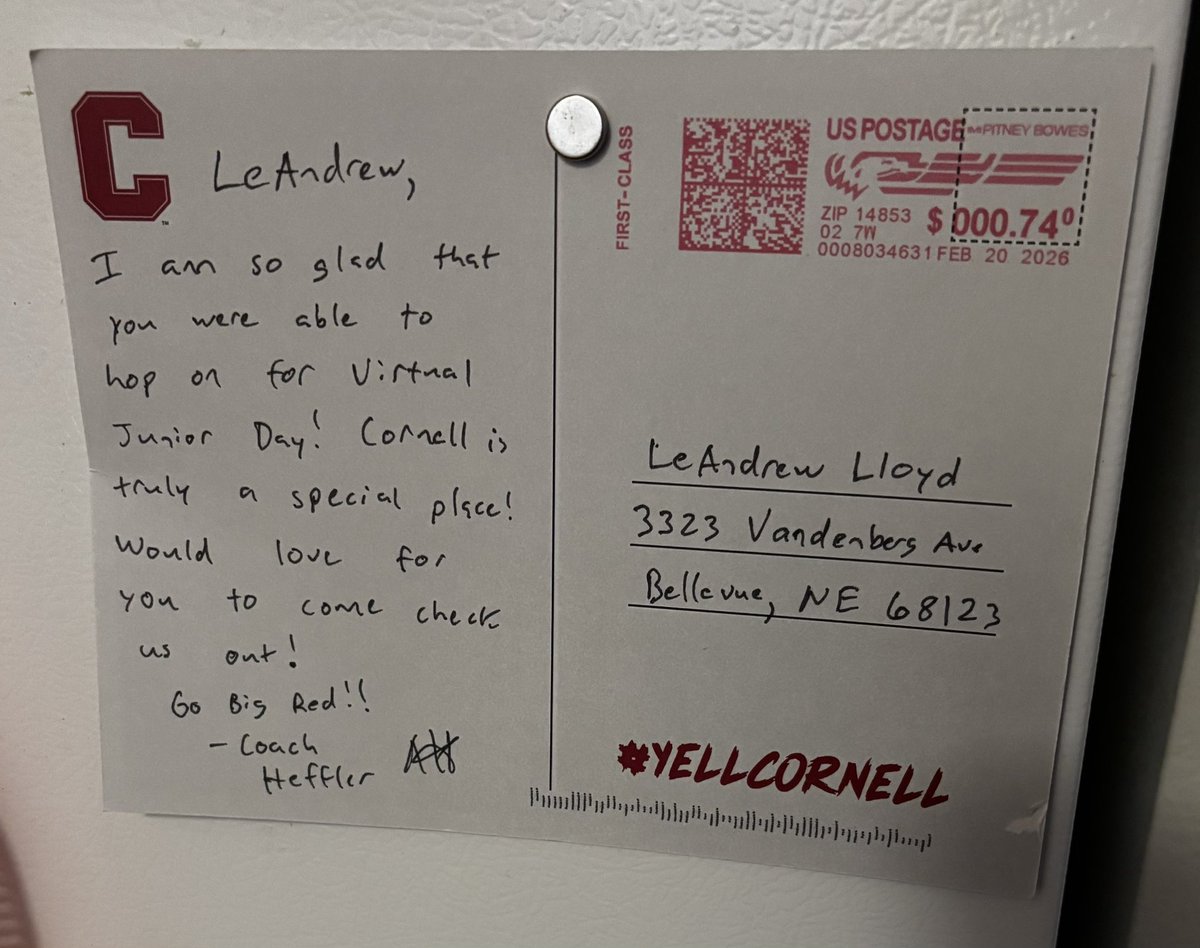 C
TM
LeAndrew,
I am so glad that
you were able to
hop on for Virtual
Junior Day! Cornell is
truly a special place!
Would love for
you to come check
us out!
Go Big Red!!
- Coach
Heffler
FIRST-CLASS
US POSTAGE PITNEY BOWES
ZIP 14853
02 7W
$ 000.74⁰
0008034631 FEB 20 2026
LeAndrew Lloyd
3323 Vandenberg Ave
Bellevue, NE 68123
#YELLCORNELL